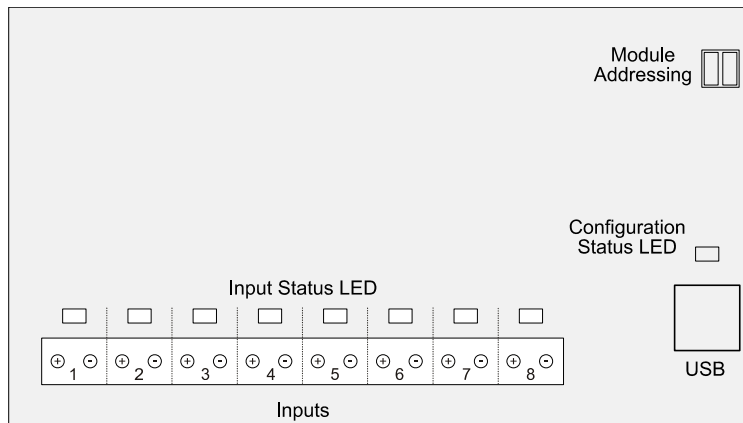 Module
Addressing
Configuration
Status LED
Input Status LED
+ - + - + - + - + - + - + - + -
1 2 3 4 5 6 7 8
USB
Inputs